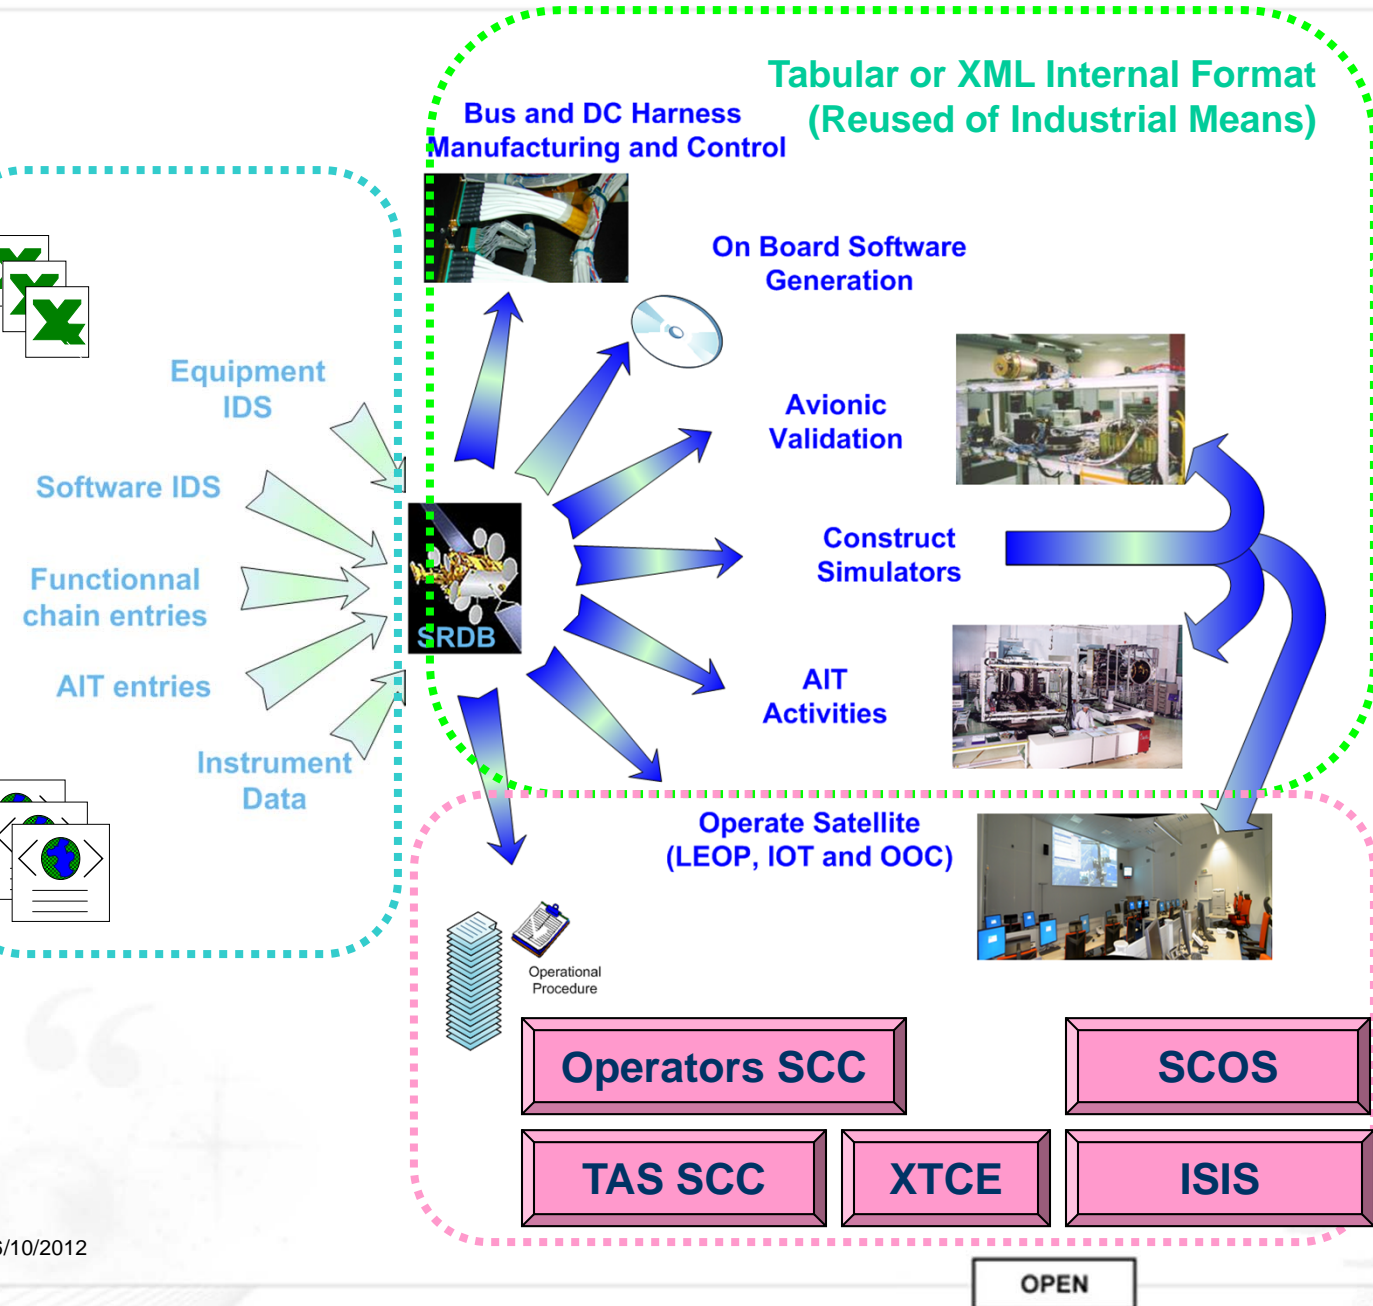 Tabular or XML Internal Format
(Reused of Industrial Means)
Bus and DC Harness
Manufacturing and Control
On Board Software
Generation
Equipment
IDS
Avionic
Validation
Software IDS
Construct
Simulators
Functionnal
chain entries
SRDB
AIT entries
AIT
Activities
Instrument
Data
Operate Satellite
(LEOP, IOT and OOC)
Operational
Procedure
Operators SCC
SCOS
TAS SCC
XTCE
ISIS
/10/2012
OPEN